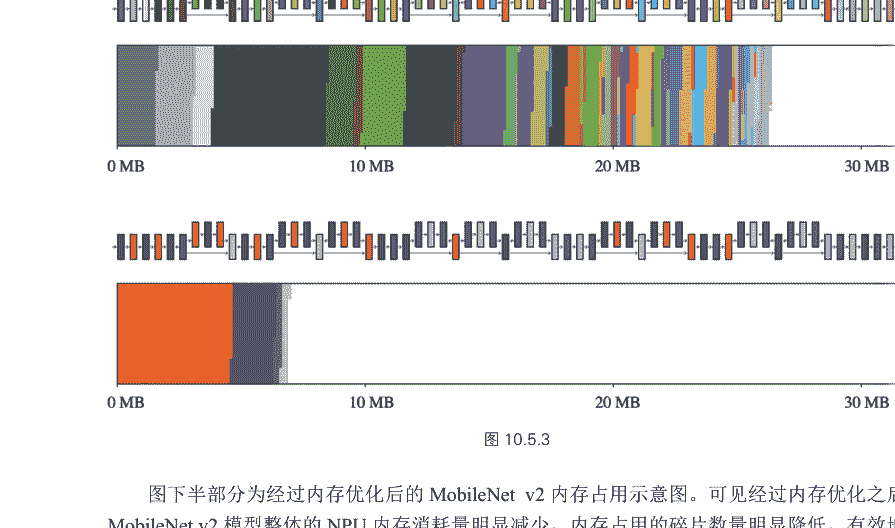 0 MB 10 MB 20 MB 30 MB
0 MB 10 MB 20 MB 30 MB
图 10.5.3
图下半部分为经过内存优化后的 MobileNet v2 内存占用示意图。可见经过内存优化之后
MobileNet v2 模型整体的 NPU 内存消耗量明显减少，内存占用的碎片数量明显降低，有效